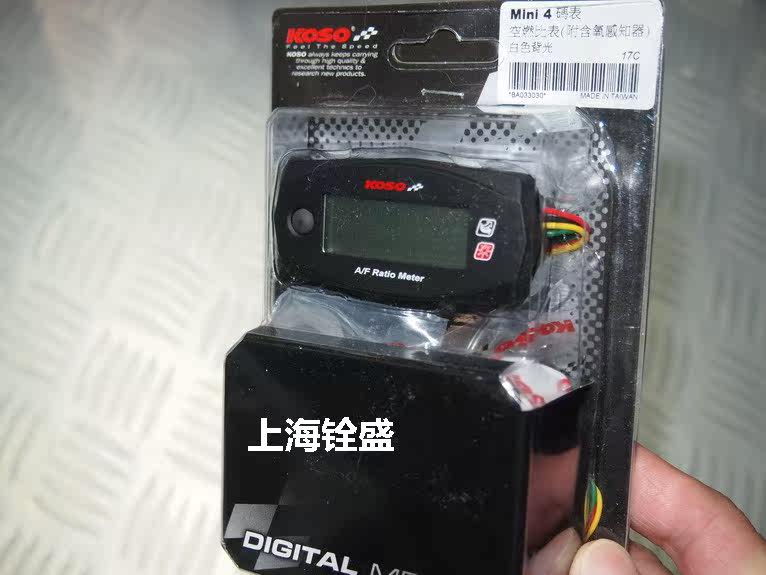 KOSO
Feel The Speed
KOSO always keeps carrying
through high quality &
excellent technics to
research new products.
Mini 4 碼表
空燃比表(附含氧感知器)
白色背光
17C
*BA033030*
MADE IN TAIWAN
KOSO
A/F Ratio Meter
KOSO
上海铨盛
DIGITAL